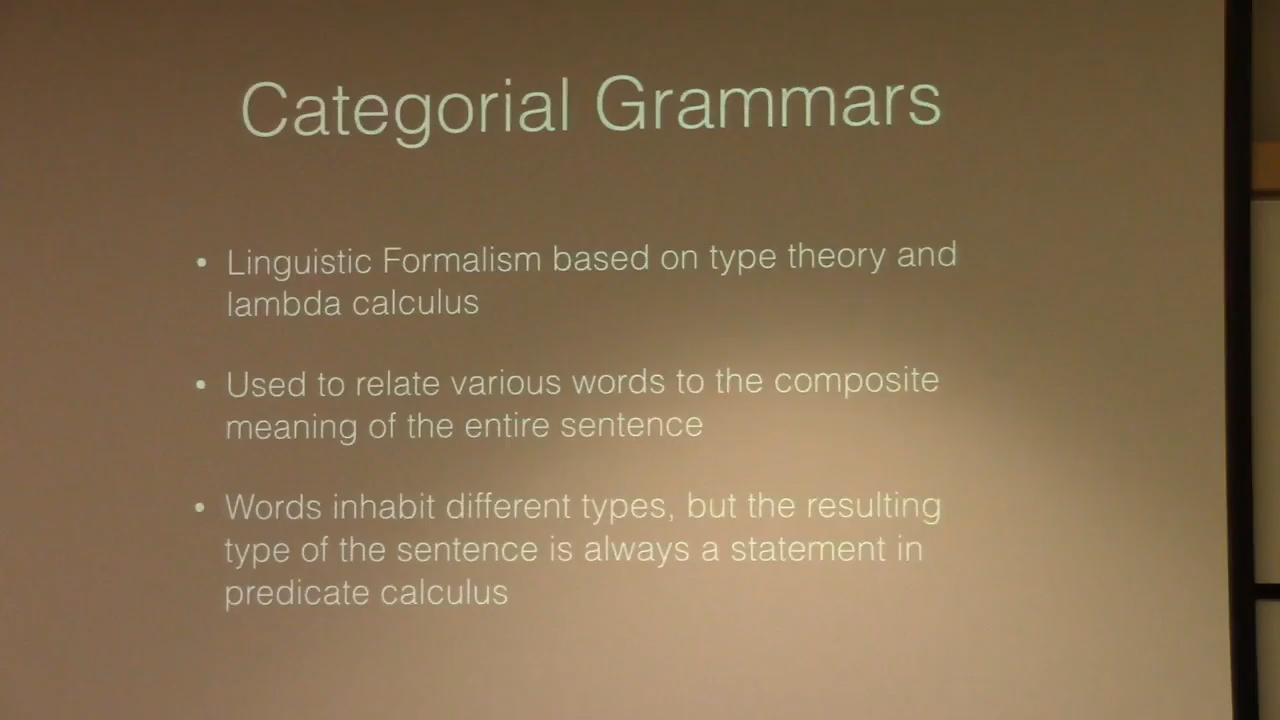 Categorial Grammars
• Linguistic Formalism based on type theory and
lambda calculus
• Used to relate various words to the composite
meaning of the entire sentence
• Words inhabit different types, but the resulting
type of the sentence is always a statement in
predicate calculus